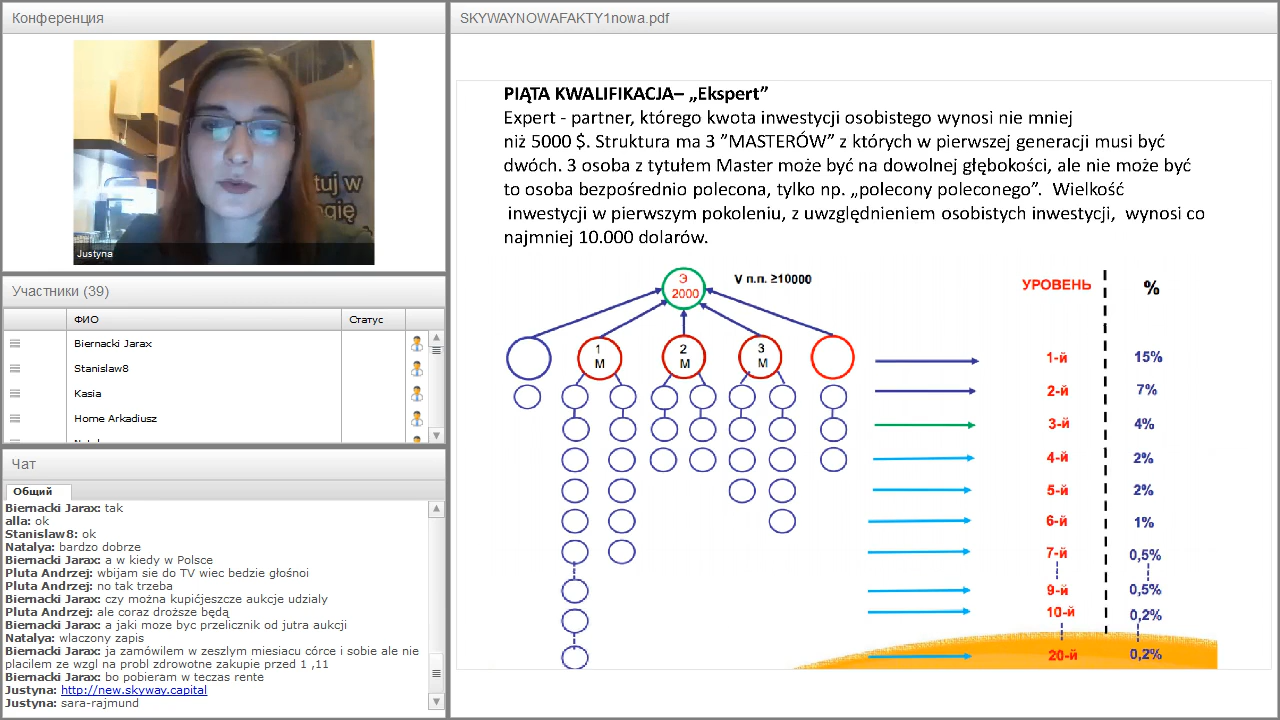 Конференция
tuj w
ogię
Justyna
Участники (39)
ФИО
Статус
Biernacki Jarax
Stanislaw8
Kasia
Home Arkadiusz
Чат
Общий
Biernacki Jarax: tak
alla: ok
Stanislaw8: ok
Natalya: bardzo dobrze
Biernacki Jarax: a w kiedy w Polsce
Pluta Andrzej: wbijam sie do TV wiec bedzie głośnoi
Pluta Andrzej: no tak trzeba
Biernacki Jarax: czy można kupićjeszcze aukcje udzialy
Pluta Andrzej: ale coraz droższe będą
Biernacki Jarax: a jaki moze byc przelicznik od jutra aukcji
Natalya: wlaczony zapis
Biernacki Jarax: ja zamówilem w zeszlym miesiacu córce i sobie ale nie
placilem ze wzgl na probl zdrowotne zakupie przed 1 ,11
Biernacki Jarax: bo pobieram w teczas rente
Justyna: http://new.skyway.capital
Justyna: sara-rajmund
SKYWAYNOWAFAKTY1nowa.pdf
PIĄTA KWALIFIKACJA– „Ekspert”
Expert - partner, którego kwota inwestycji osobistego wynosi nie mniej
niż 5000 $. Struktura ma 3 ”MASTERÓW” z których w pierwszej generacji musi być
dwóch. 3 osoba z tytułem Master może być na dowolnej głębokości, ale nie może być
to osoba bezpośrednio polecona, tylko np. „polecony poleconego”. Wielkość
inwestycji w pierwszym pokoleniu, z uwzględnieniem osobistych inwestycji, wynosi co
najmniej 10.000 dolarów.
Э
2000
V п.п. ≥10000
1
М
2
М
3
М
УРОВЕНЬ
%
1-й 15%
2-й 7%
3-й 4%
4-й 2%
5-й 2%
6-й 1%
7-й 0,5%
9-й 0,5%
10-й 0,2%
20-й 0,2%